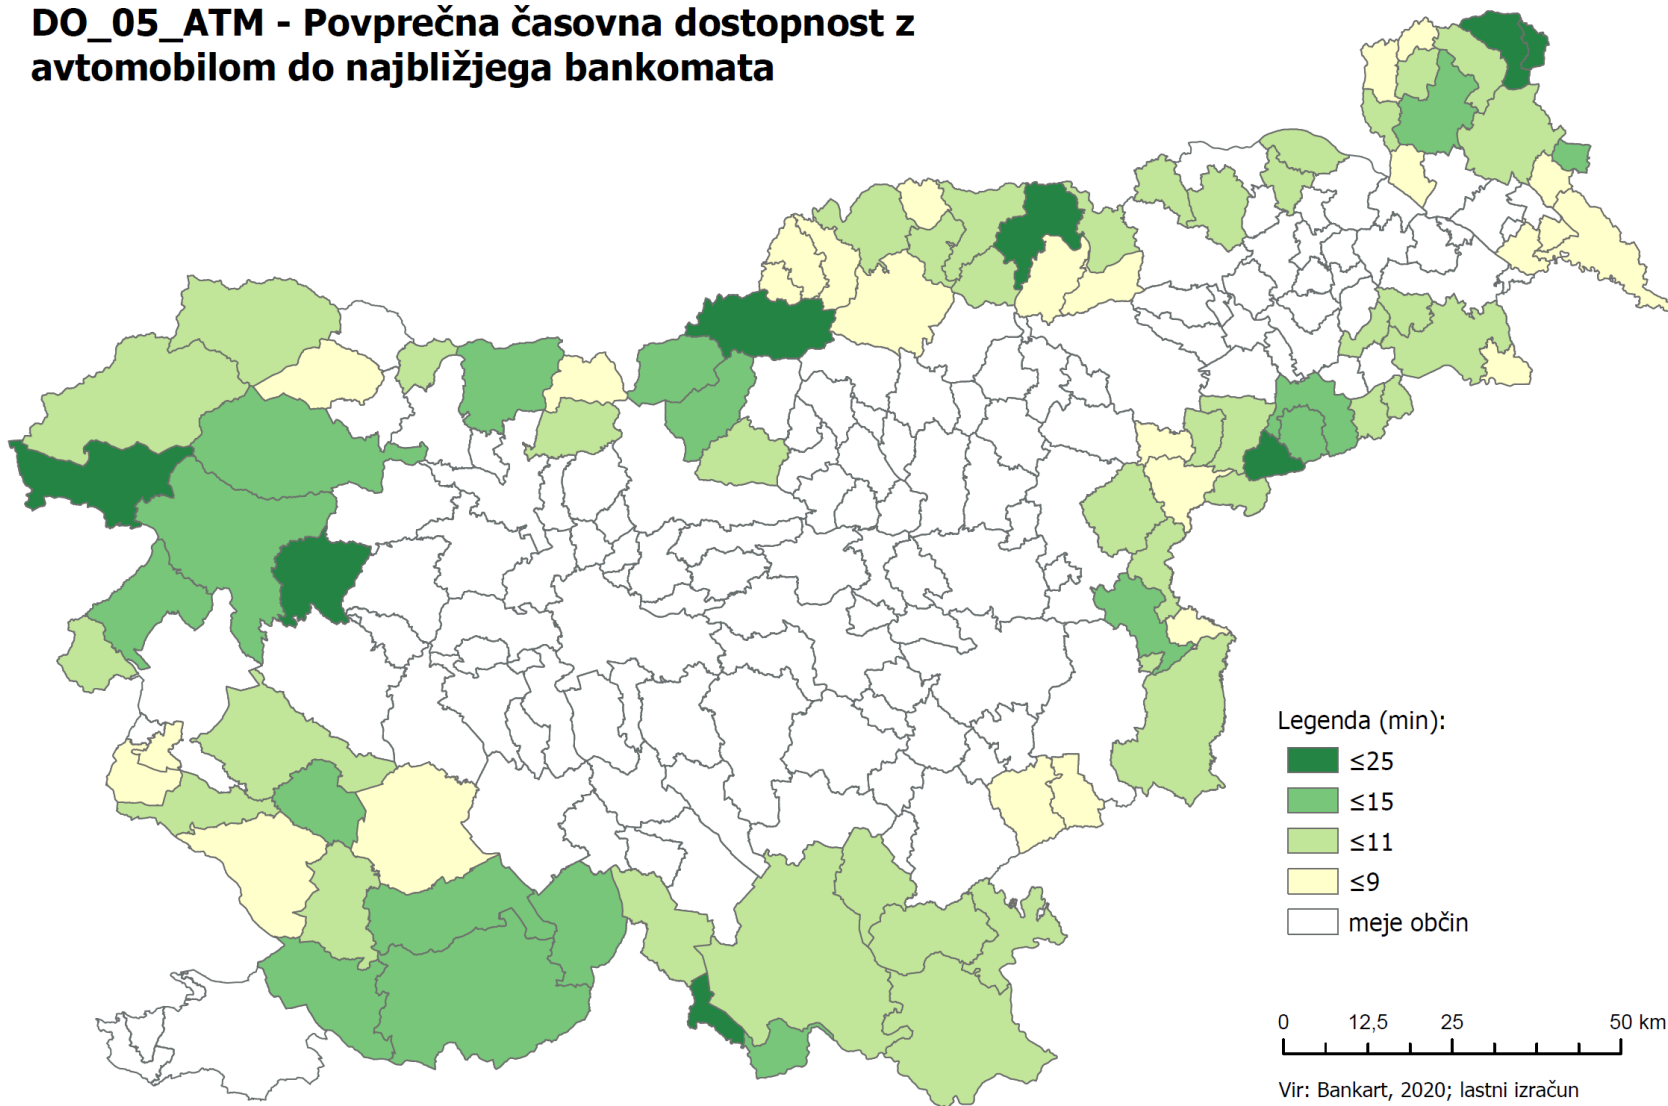 DO_05_ATM - Povprečna časovna dostopnost z
avtomobilom do najbližjega bankomata
Legenda (min):
≤25
≤15
≤11
≤9
meje občin
0 12,5 25 50 km
Vir: Bankart, 2020; lastni izračun